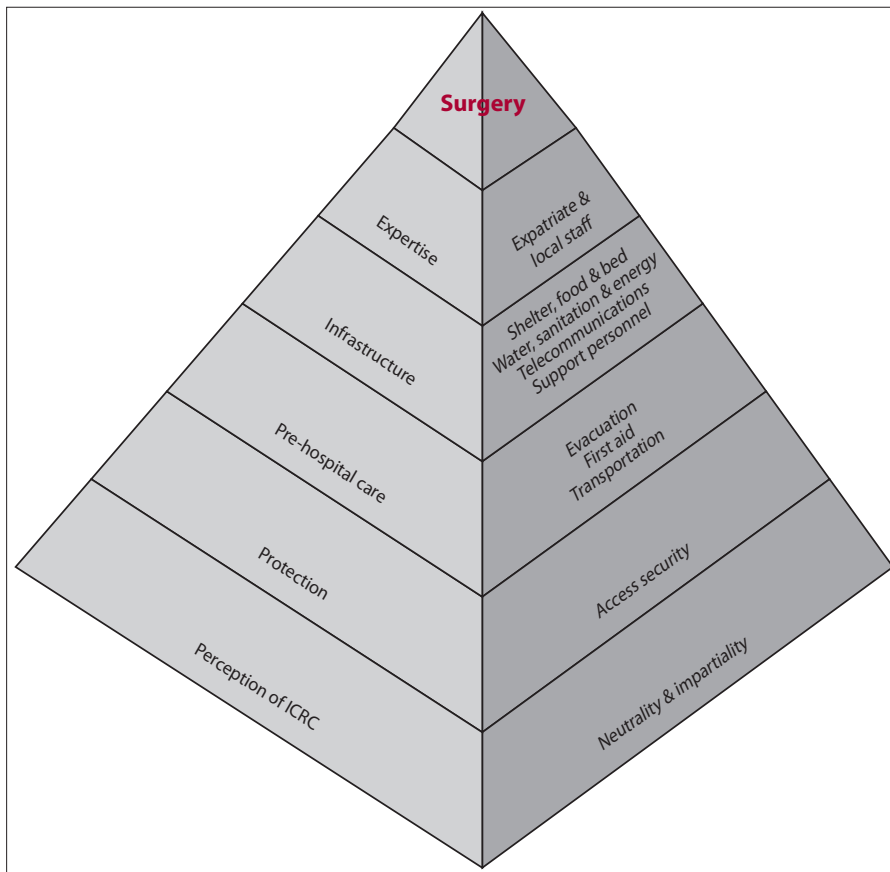 Surgery
Expertise
Expatriate &
local staff
Infrastructure
Shelter, food & bed
Water, sanitation & energy
Telecommunications
Support personnel
Pre-hospital care
Evacuation
First aid
Transportation
Protection
Access security
Perception of ICRC
Neutrality & impartiality